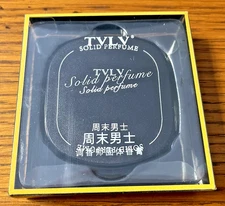 TVLV®
SOLID PERFUME
TVLV
Solid perfume
Solid perfume
周末男士
周末男士